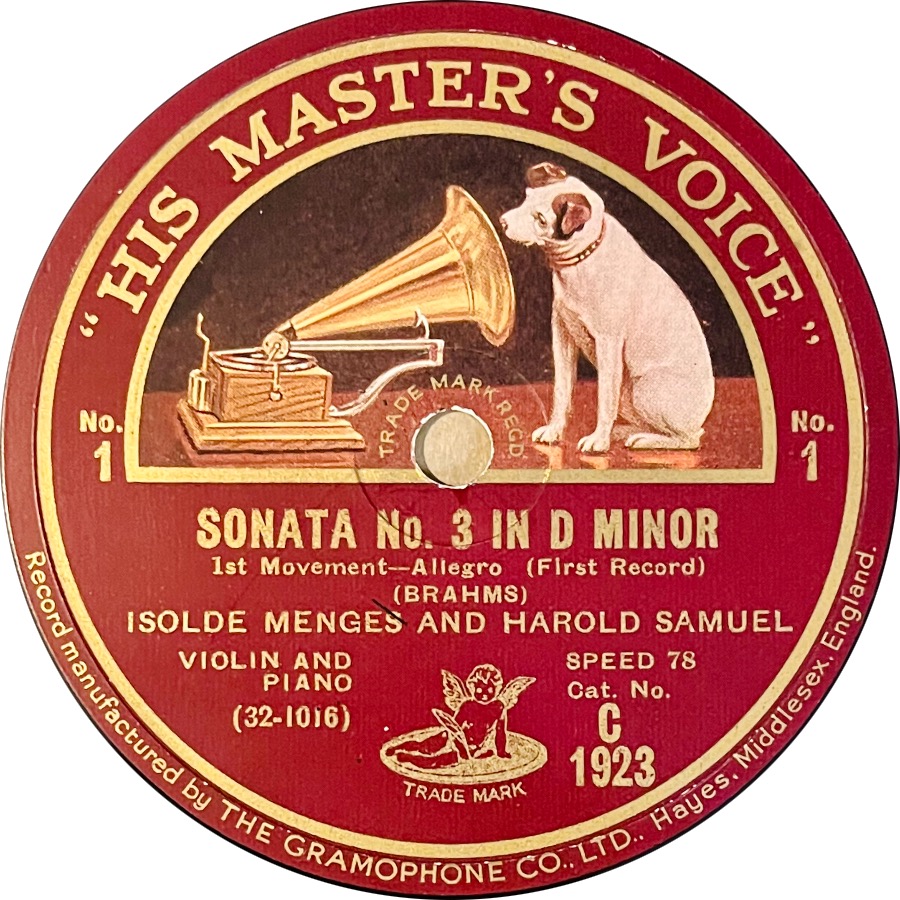 “HIS MASTER'S VOICE”
TRADE MARK REGD
No. 1
No. 1
SONATA No. 3 IN D MINOR
1st Movement—Allegro (First Record)
(BRAHMS)
ISOLDE MENGES AND HAROLD SAMUEL
VIOLIN AND
PIANO
(32-1016)
SPEED 78
Cat. No.
C
1923
TRADE MARK
Record manufactured by THE GRAMOPHONE CO., LTD., Hayes, Middlesex, England.